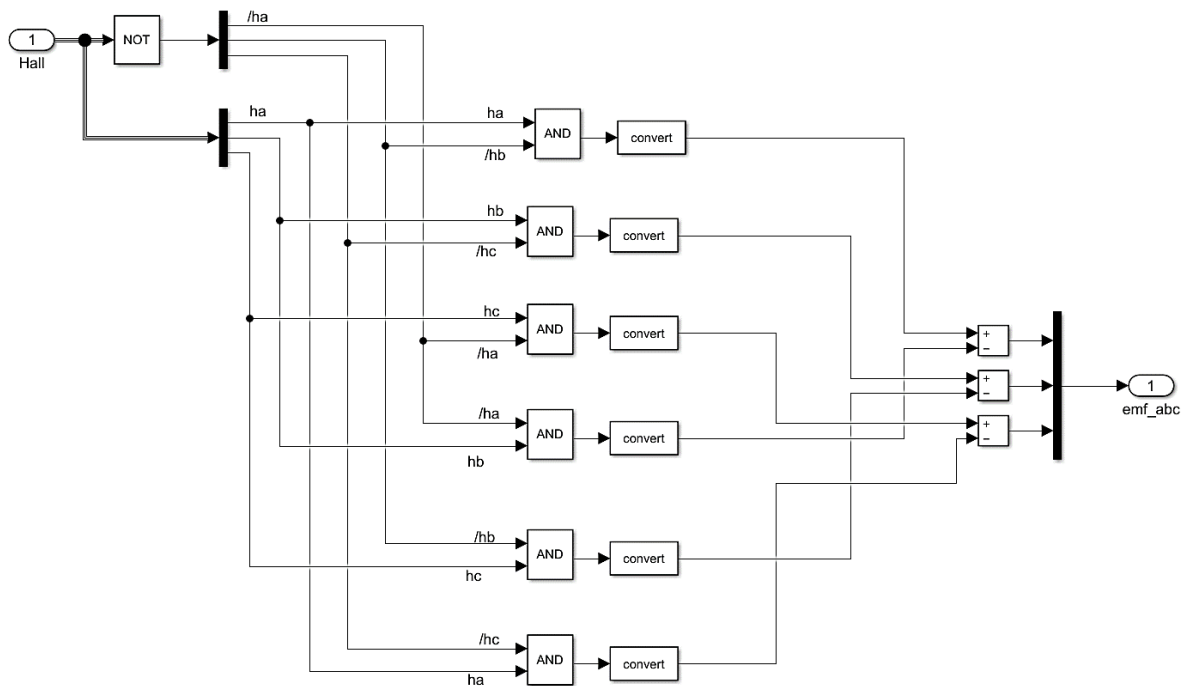 1
Hall
NOT
/ha
ha
ha
/hb
AND
convert
hb
/hc
AND
convert
hc
/ha
AND
convert
/ha
hb
AND
convert
/hb
hc
AND
convert
/hc
ha
AND
convert
+
−
+
−
+
−
1
emf_abc